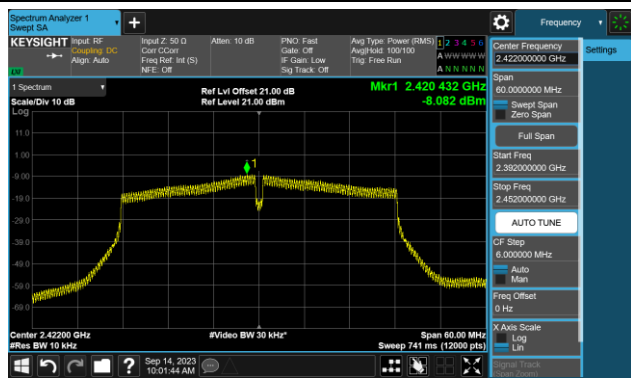 Spectrum Analyzer 1
Swept SA
Frequency
KEYSIGHT
Input: RF
Coupling: DC
Align: Auto
Input Z: 50 Ω
Corr CCorr
Freq Ref: Int (S)
NFE: Off
Atten: 10 dB
PNO: Fast
Gate: Off
IF Gain: Low
Sig Track: Off
Avg Type: Power (RMS)
Avg|Hold: 100/100
Trig: Free Run
1 2 3 4 5 6
A W W W W W
A N N N N N
1 Spectrum
Scale/Div 10 dB
Log
Ref Lvl Offset 21.00 dB
Ref Level 21.00 dBm
Mkr1 2.420 432 GHz
-8.082 dBm
11.0
1.00
-9.00
-19.0
-29.0
-39.0
-49.0
-59.0
-69.0
1
Center 2.42200 GHz
#Res BW 10 kHz
#Video BW 30 kHz*
Span 60.00 MHz
Sweep 741 ms (12000 pts)
Center Frequency
2.422000000 GHz
Settings
Span
60.0000000 MHz
Swept Span
Zero Span
Full Span
Start Freq
2.392000000 GHz
Stop Freq
2.452000000 GHz
AUTO TUNE
CF Step
6.000000 MHz
Auto
Man
Freq Offset
0 Hz
X Axis Scale
Log
Lin
Signal Track
(Span Zoom)
?
Sep 14, 2023
10:01:44 AM